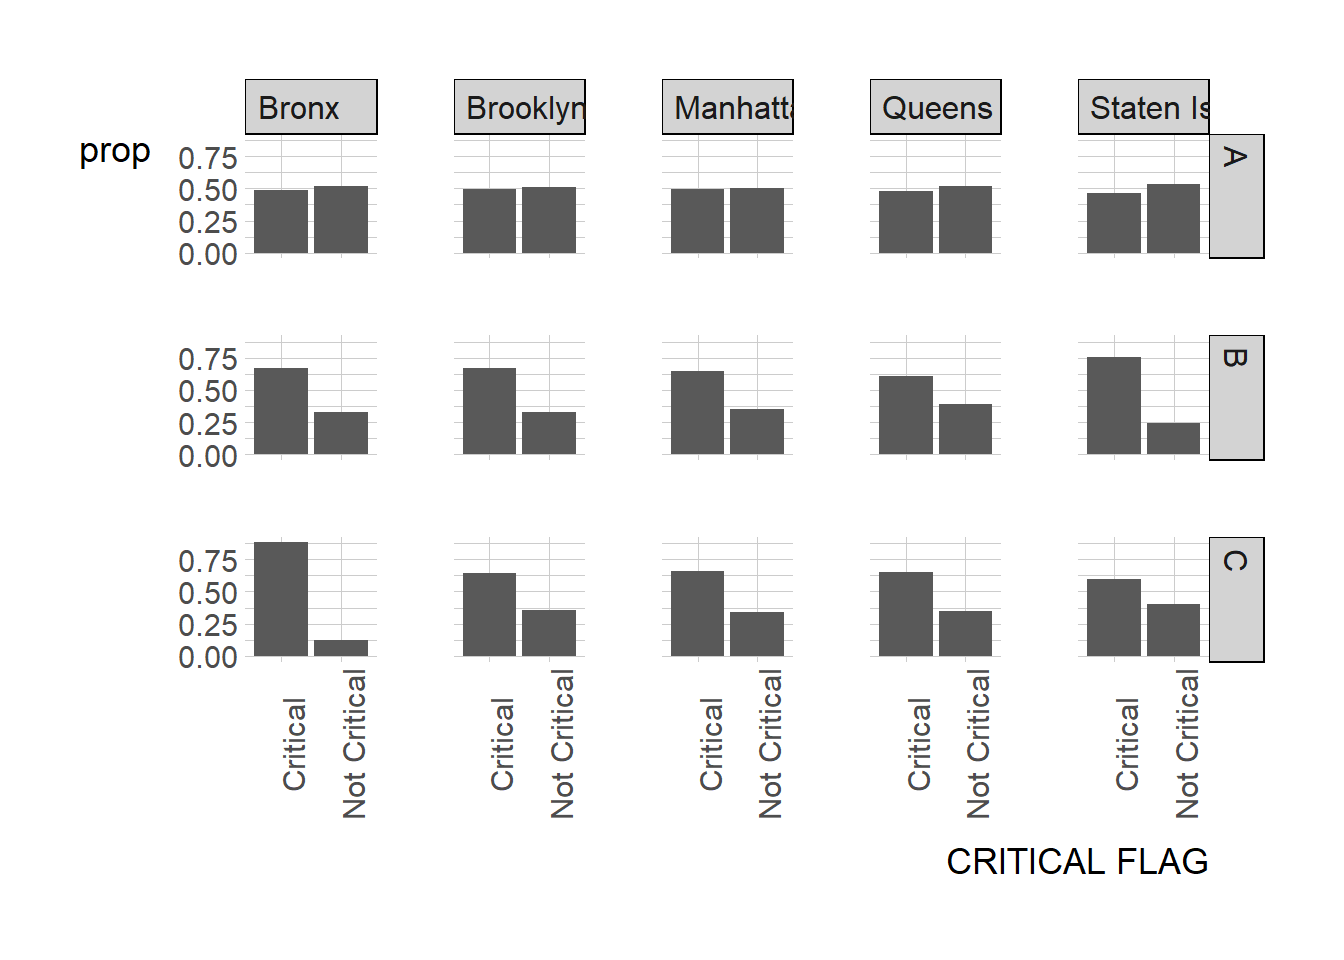 Bronx Brooklyn Manhatta Queens Staten Is
prop
A
0.75
0.50
0.25
0.00
B
0.75
0.50
0.25
0.00
C
0.75
0.50
0.25
0.00
Critical
Not Critical
Critical
Not Critical
Critical
Not Critical
Critical
Not Critical
Critical
Not Critical
CRITICAL FLAG